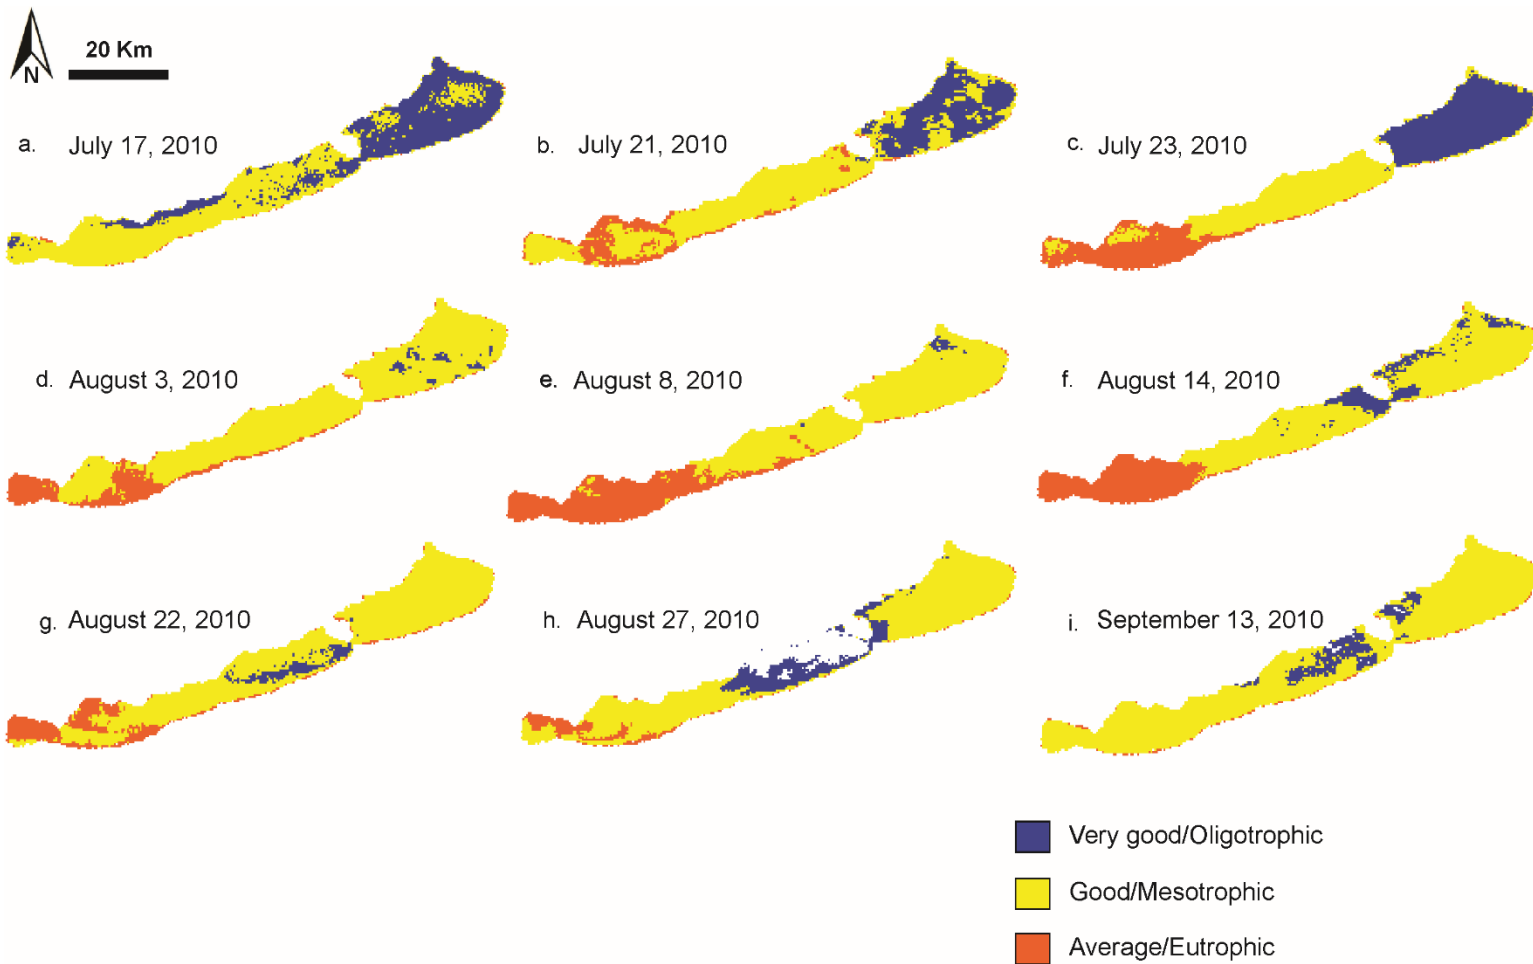 20 Km
N
a. July 17, 2010
b. July 21, 2010
c. July 23, 2010
d. August 3, 2010
e. August 8, 2010
f. August 14, 2010
g. August 22, 2010
h. August 27, 2010
i. September 13, 2010
Very good/Oligotrophic
Good/Mesotrophic
Average/Eutrophic